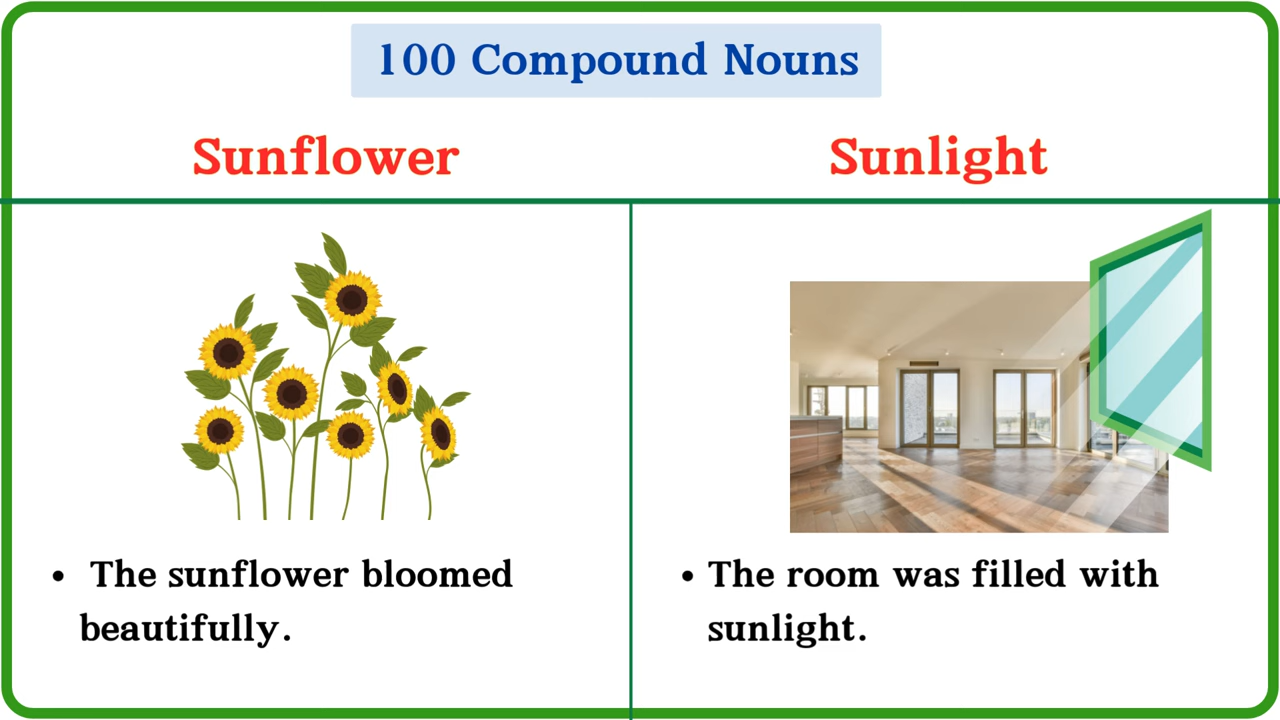 100 Compound Nouns
Sunflower
Sunlight
• The sunflower bloomed
beautifully.
• The room was filled with
sunlight.